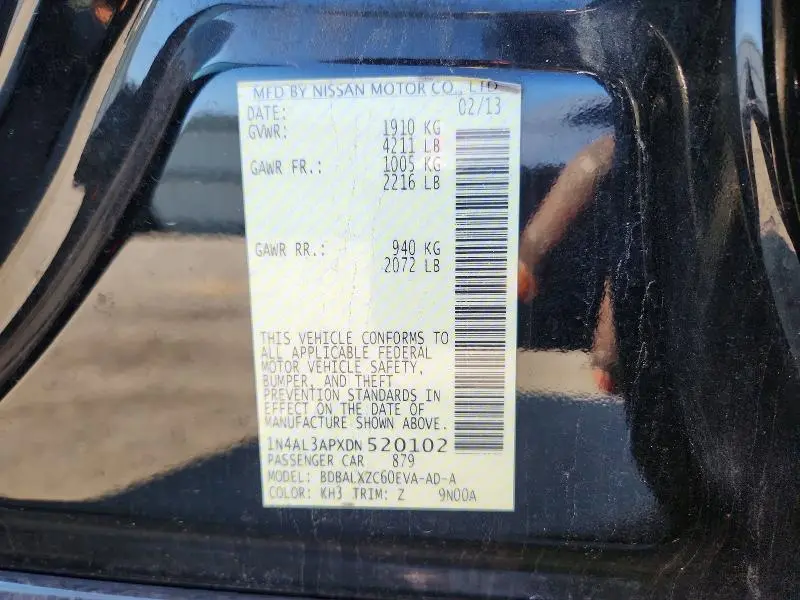 MFD BY NISSAN MOTOR CO., LTD
DATE: 02/13
GVWR: 1910 KG
4211 LB
GAWR FR.: 1005 KG
2216 LB
GAWR RR.: 940 KG
2072 LB
THIS VEHICLE CONFORMS TO
ALL APPLICABLE FEDERAL
MOTOR VEHICLE SAFETY,
BUMPER, AND THEFT
PREVENTION STANDARDS IN
EFFECT ON THE DATE OF
MANUFACTURE SHOWN ABOVE.
1N4AL3APXDN520102
PASSENGER CAR 879
MODEL: BDBALXZC60EVA-AD-A
COLOR: KH3 TRIM: Z 9N00A